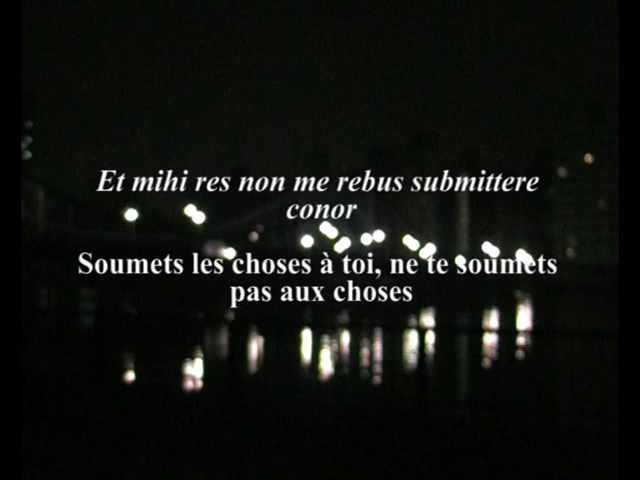 Et mihi res non me rebus submittere
conor
Soumets les choses à toi, ne te soumets
pas aux choses